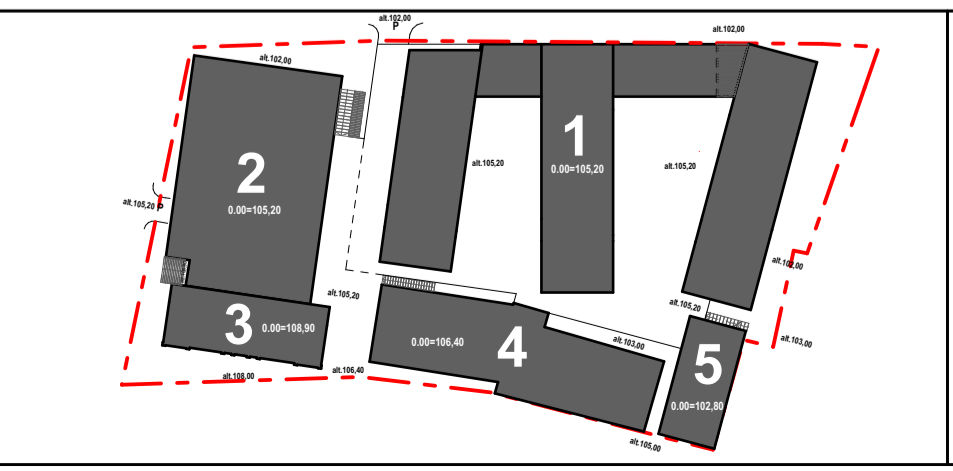 alt.102,00
P
alt.102,00
alt.102,00
1
0.00=105,20
alt.105,20
alt.105,20
2
0.00=105,20
alt.105,20 P
alt.102,00
alt.105,20
alt.105,20
3
0.00=108,90
0.00=106,40
4
alt.103,00
alt.103,00
5
0.00=102,80
alt.108,00
alt.106,40
alt.105,00